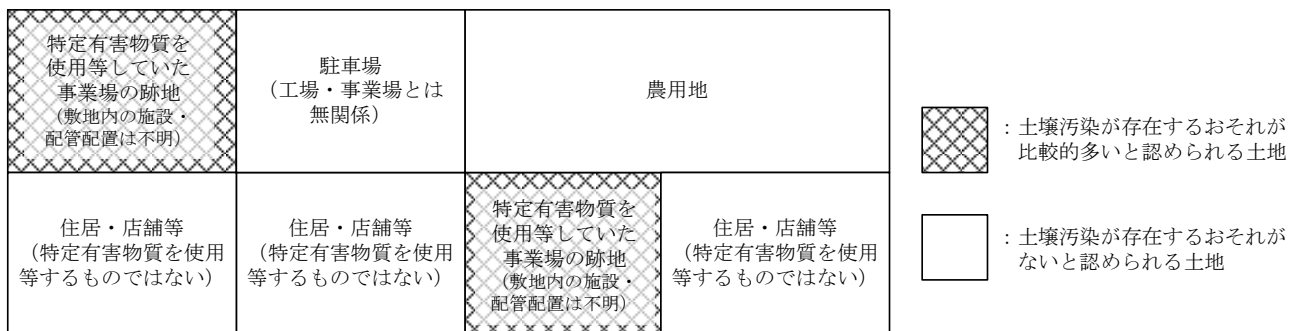 特定有害物質を
使用等していた
事業場の跡地
(敷地内の施設・
配管配置は不明)
駐車場
(工場・事業場とは
無関係)
農用地
住居・店舗等
(特定有害物質を使用
等するものではない)
住居・店舗等
(特定有害物質を使用
等するものではない)
特定有害物質を
使用等していた
事業場の跡地
(敷地内の施設・
配管配置は不明)
住居・店舗等
(特定有害物質を使用
等するものではない)
：土壌汚染が存在するおそれが
比較的多いと認められる土地
：土壌汚染が存在するおそれが
ないと認められる土地